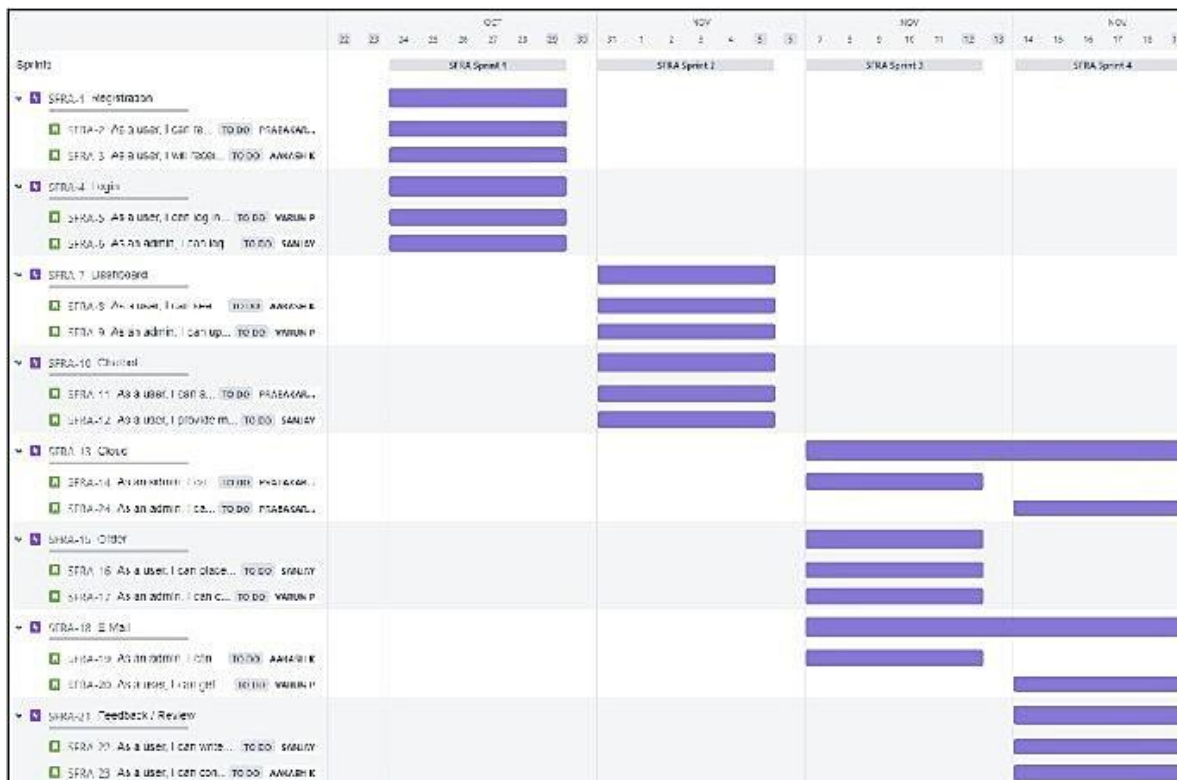 OCT NOV NOV NOV
22 23 24 25 26 27 28 29 30 31 1 2 3 4 5 6 7 8 9 10 11 12 13 14 15 16 17 18
Sprints SFRA Sprint 1 SFRA Sprint 2 SFRA Sprint 3 SFRA Sprint 4
SFRA-1 Registration
SFRA-2 As a user, I can re... TO DO PRABAKAR...
SFRA-3 As a user, I will recei... TO DO AAKASH K
SFRA-4 Login
SFRA-5 As a user, I can log in... TO DO VARUN P
SFRA-6 As an admin, I can log TO DO SANJAY
SFRA-7 Dashboard
SFRA-8 As a user, I can see TO DO AAKASH K
SFRA-9 As an admin, I can up... TO DO VARUN P
SFRA-10 Chatbot
SFRA-11 As a user, I can a... TO DO PRABAKAR...
SFRA-12 As a user, I provide m... TO DO SANJAY
SFRA-13 Cloud
SFRA-14 As an admin, I ca... TO DO PRABAKAR...
SFRA-24 As an admin, I ca... TO DO PRABAKAR...
SFRA-15 Order
SFRA-16 As a user, I can place... TO DO SANJAY
SFRA-17 As an admin, I can c... TO DO VARUN P
SFRA-18 E Mail
SFRA-19 As an admin, I can TO DO AAKASH K
SFRA-20 As a user, I can get TO DO VARUN P
SFRA-21 Feedback / Review
SFRA-22 As a user, I can write... TO DO SANJAY
SFRA-23 As a user, I can con... TO DO AAKASH K